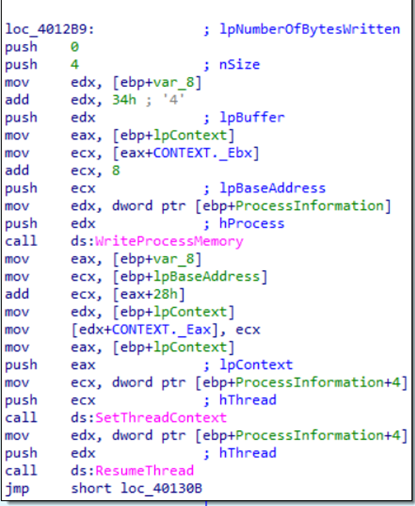 loc_4012B9: ; lpNumberOfBytesWritten
push 0
push 4 ; nSize
mov edx, [ebp+var_8]
add edx, 34h ; '4'
push edx ; lpBuffer
mov eax, [ebp+lpContext]
mov ecx, [eax+CONTEXT._Ebx]
add ecx, 8
push ecx ; lpBaseAddress
mov edx, dword ptr [ebp+ProcessInformation]
push edx ; hProcess
call ds:WriteProcessMemory
mov eax, [ebp+var_8]
mov ecx, [ebp+lpBaseAddress]
add ecx, [eax+28h]
mov edx, [ebp+lpContext]
mov [edx+CONTEXT._Eax], ecx
mov eax, [ebp+lpContext]
push eax ; lpContext
mov ecx, dword ptr [ebp+ProcessInformation+4]
push ecx ; hThread
call ds:SetThreadContext
mov edx, dword ptr [ebp+ProcessInformation+4]
push edx ; hThread
call ds:ResumeThread
jmp short loc_40130B